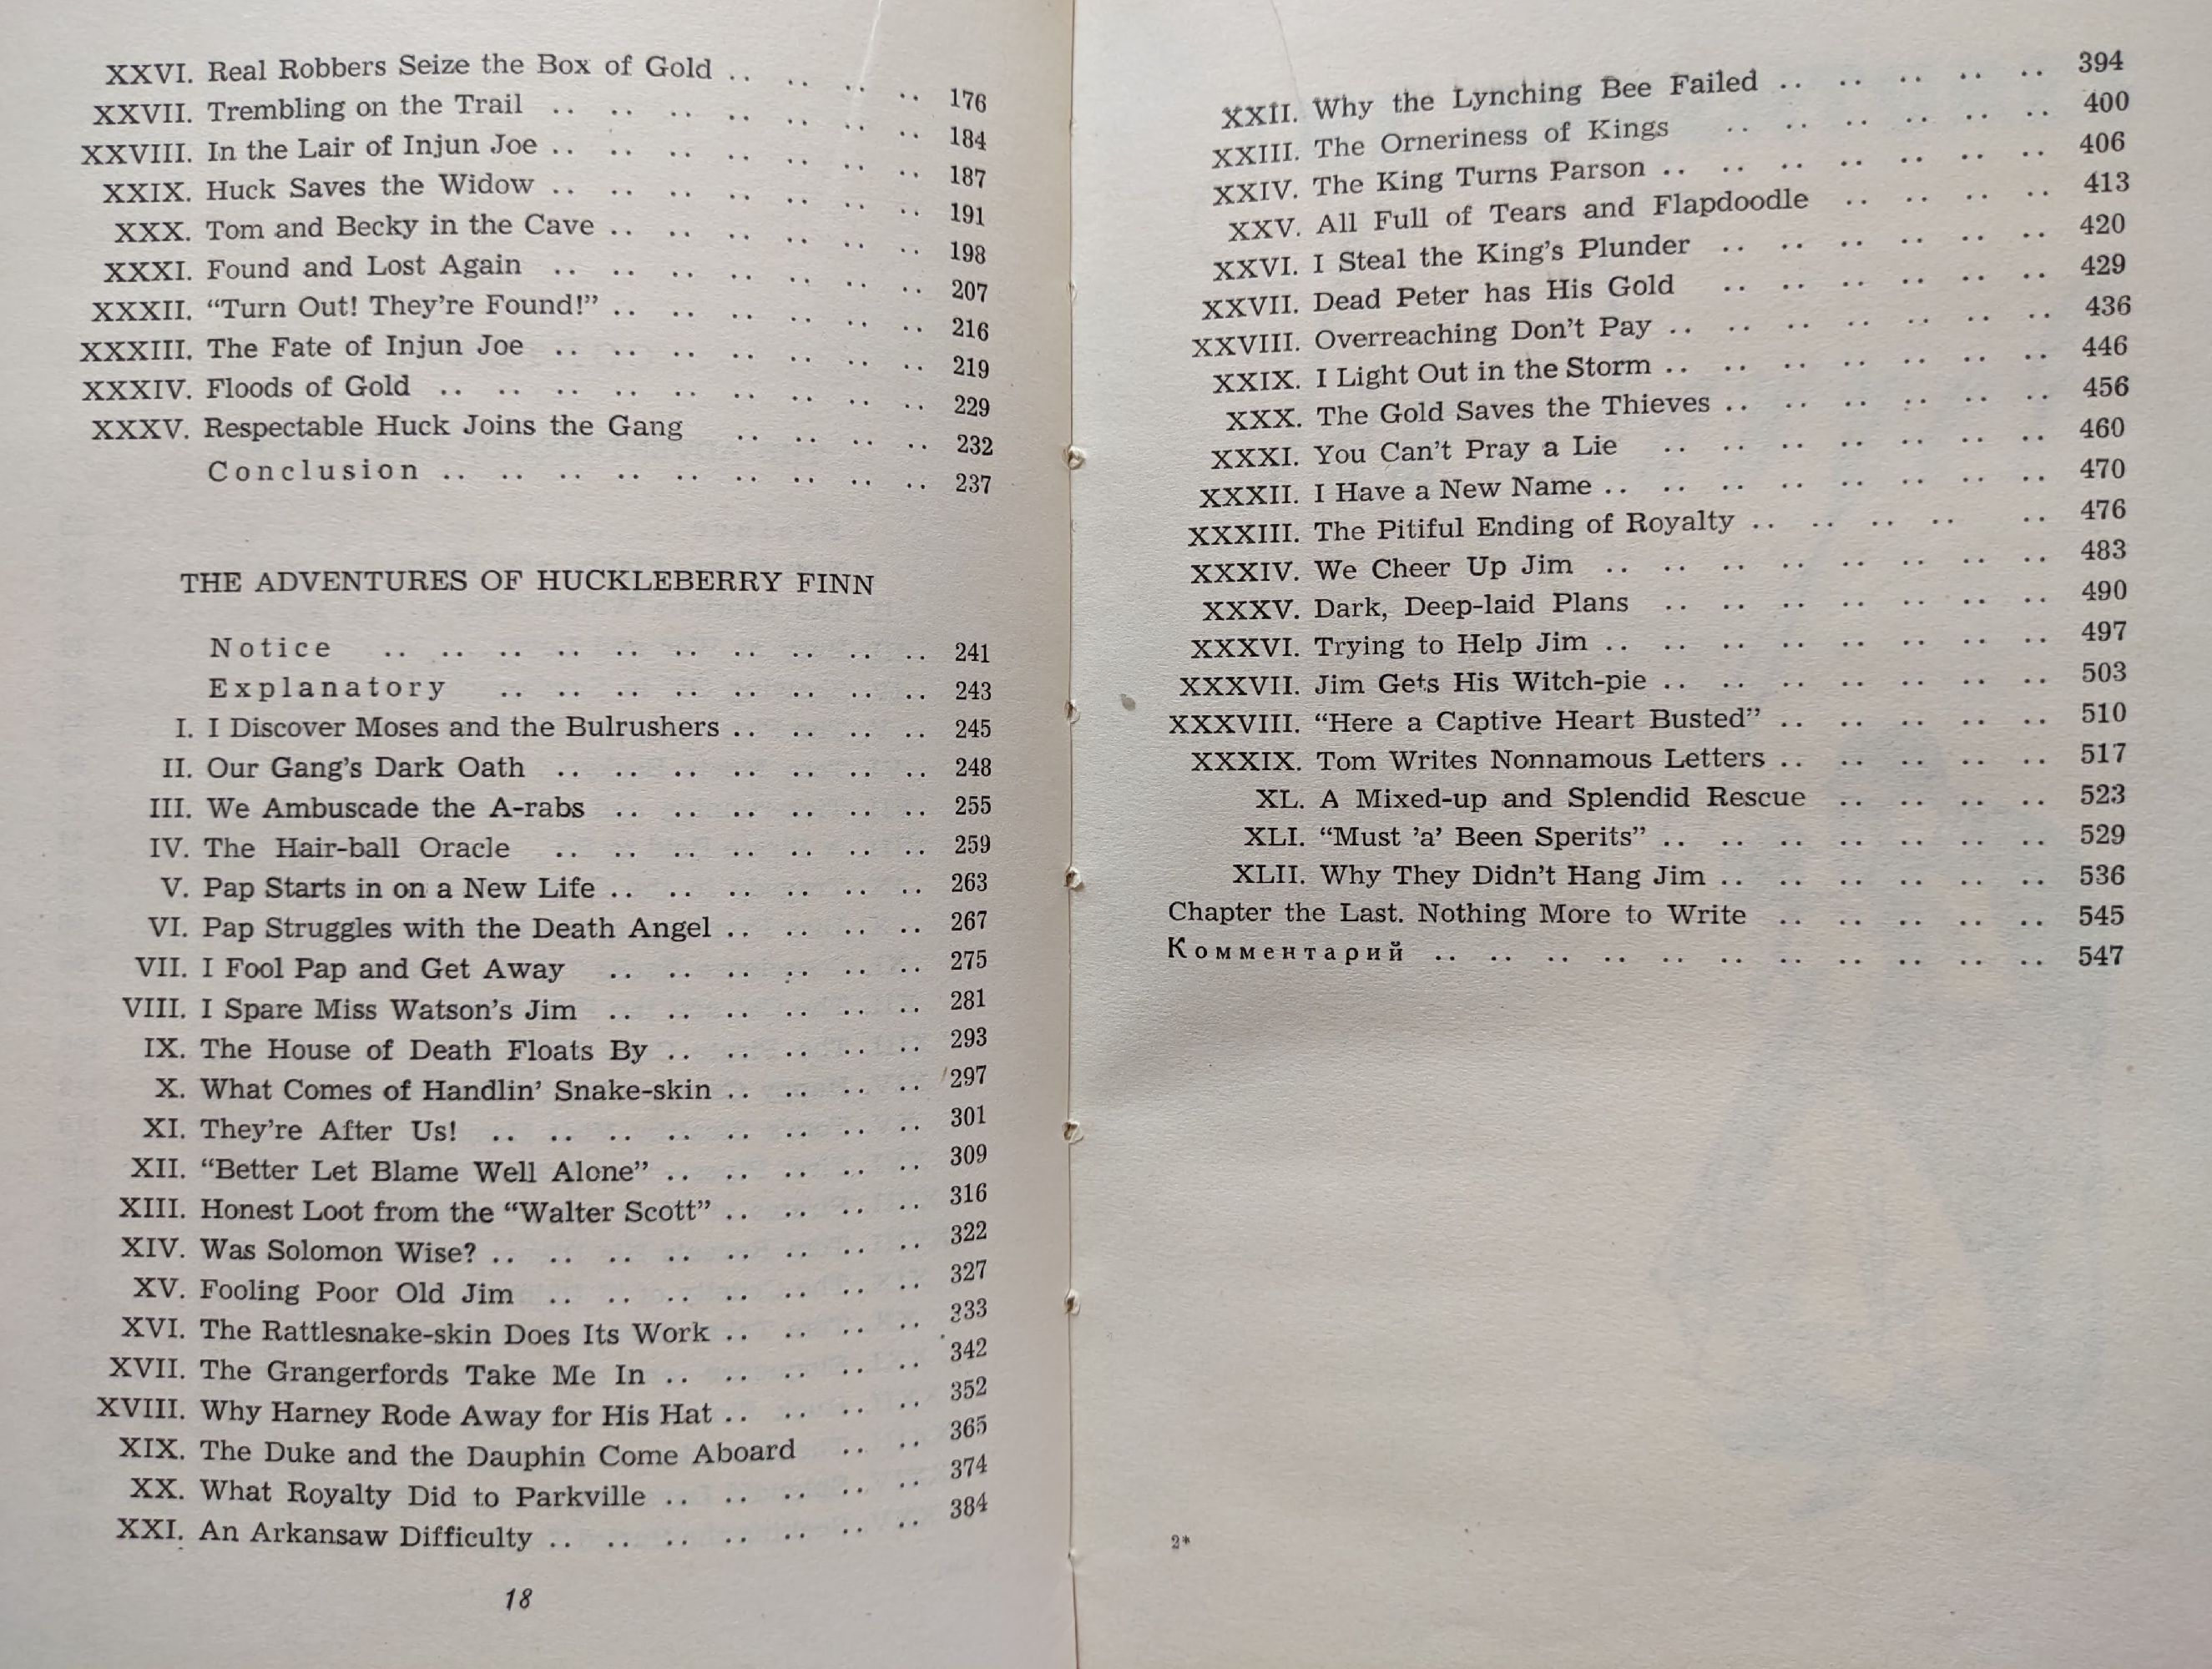 XXVI. Real Robbers Seize the Box of Gold .. .. .. .. 176
XXVII. Trembling on the Trail .. .. .. .. .. .. .. 184
XXVIII. In the Lair of Injun Joe .. .. .. .. .. .. .. 187
XXIX. Huck Saves the Widow .. .. .. .. .. .. .. 191
XXX. Tom and Becky in the Cave .. .. .. .. .. .. 198
XXXI. Found and Lost Again .. .. .. .. .. .. .. 207
XXXII. “Turn Out! They’re Found!” .. .. .. .. .. .. 216
XXXIII. The Fate of Injun Joe .. .. .. .. .. .. .. 219
XXXIV. Floods of Gold .. .. .. .. .. .. .. .. .. 229
XXXV. Respectable Huck Joins the Gang .. .. .. .. 232
Conclusion .. .. .. .. .. .. .. .. .. 237
THE ADVENTURES OF HUCKLEBERRY FINN
Notice .. .. .. .. .. .. .. .. .. .. 241
Explanatory .. .. .. .. .. .. .. .. 243
I. I Discover Moses and the Bulrushers .. .. .. .. 245
II. Our Gang’s Dark Oath .. .. .. .. .. .. .. 248
III. We Ambuscade the A-rabs .. .. .. .. .. .. 255
IV. The Hair-ball Oracle .. .. .. .. .. .. .. 259
V. Pap Starts in on a New Life .. .. .. .. .. .. 263
VI. Pap Struggles with the Death Angel .. .. .. .. 267
VII. I Fool Pap and Get Away .. .. .. .. .. .. 275
VIII. I Spare Miss Watson’s Jim .. .. .. .. .. .. 281
IX. The House of Death Floats By .. .. .. .. .. 293
X. What Comes of Handlin’ Snake-skin .. .. .. .. 297
XI. They’re After Us! .. .. .. .. .. .. .. .. 301
XII. “Better Let Blame Well Alone” .. .. .. .. .. 309
XIII. Honest Loot from the “Walter Scott” .. .. .. .. 316
XIV. Was Solomon Wise? .. .. .. .. .. .. .. .. 322
XV. Fooling Poor Old Jim .. .. .. .. .. .. .. 327
XVI. The Rattlesnake-skin Does Its Work .. .. .. .. 333
XVII. The Grangerfords Take Me In .. .. .. .. .. 342
XVIII. Why Harney Rode Away for His Hat .. .. .. .. 352
XIX. The Duke and the Dauphin Come Aboard .. .. 365
XX. What Royalty Did to Parkville .. .. .. .. .. 374
XXI. An Arkansaw Difficulty .. .. .. .. .. .. .. 384
18
XXII. Why the Lynching Bee Failed .. .. .. .. .. 394
XXIII. The Orneriness of Kings .. .. .. .. .. .. 400
XXIV. The King Turns Parson .. .. .. .. .. .. .. 406
XXV. All Full of Tears and Flapdoodle .. .. .. .. 413
XXVI. I Steal the King’s Plunder .. .. .. .. .. .. 420
XXVII. Dead Peter has His Gold .. .. .. .. .. .. 429
XXVIII. Overreaching Don’t Pay .. .. .. .. .. .. .. 436
XXIX. I Light Out in the Storm .. .. .. .. .. .. .. 446
XXX. The Gold Saves the Thieves .. .. .. .. .. .. 456
XXXI. You Can’t Pray a Lie .. .. .. .. .. .. .. 460
XXXII. I Have a New Name .. .. .. .. .. .. .. .. 470
XXXIII. The Pitiful Ending of Royalty .. .. .. .. .. 476
XXXIV. We Cheer Up Jim .. .. .. .. .. .. .. .. 483
XXXV. Dark, Deep-laid Plans .. .. .. .. .. .. .. 490
XXXVI. Trying to Help Jim .. .. .. .. .. .. .. .. 497
XXXVII. Jim Gets His Witch-pie .. .. .. .. .. .. .. 503
XXXVIII. “Here a Captive Heart Busted” .. .. .. .. .. 510
XXXIX. Tom Writes Nonnamous Letters .. .. .. .. .. 517
XL. A Mixed-up and Splendid Rescue .. .. .. .. 523
XLI. “Must ’a’ Been Sperits” .. .. .. .. .. .. .. 529
XLII. Why They Didn’t Hang Jim .. .. .. .. .. .. 536
Chapter the Last. Nothing More to Write .. .. .. .. .. 545
Комментарий .. .. .. .. .. .. .. .. .. .. .. 547
2*